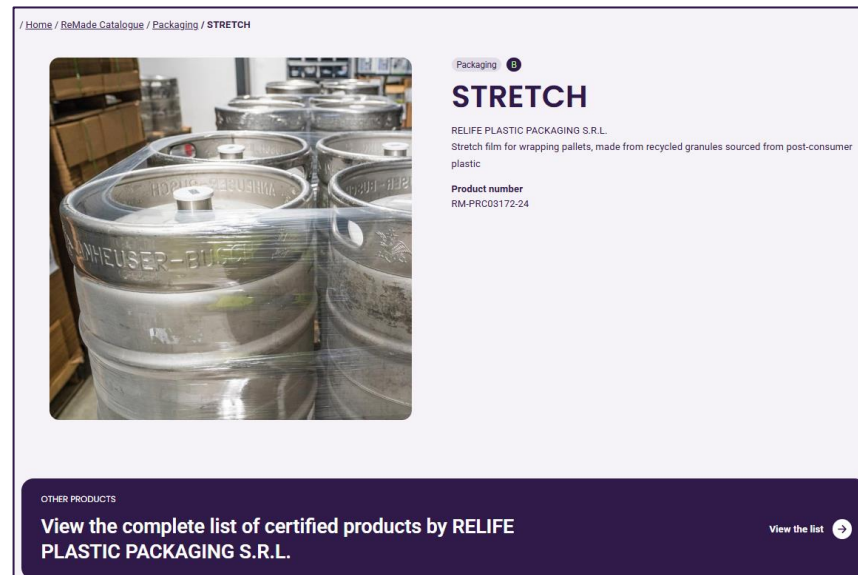 / Home / ReMade Catalogue / Packaging / STRETCH
Packaging B
STRETCH
RELIFE PLASTIC PACKAGING S.R.L.
Stretch film for wrapping pallets, made from recycled granules sourced from post-consumer
plastic
Product number
RM-PRC03172-24
ANHEUSER-BUSCH
OTHER PRODUCTS
View the complete list of certified products by RELIFE
PLASTIC PACKAGING S.R.L.
View the list